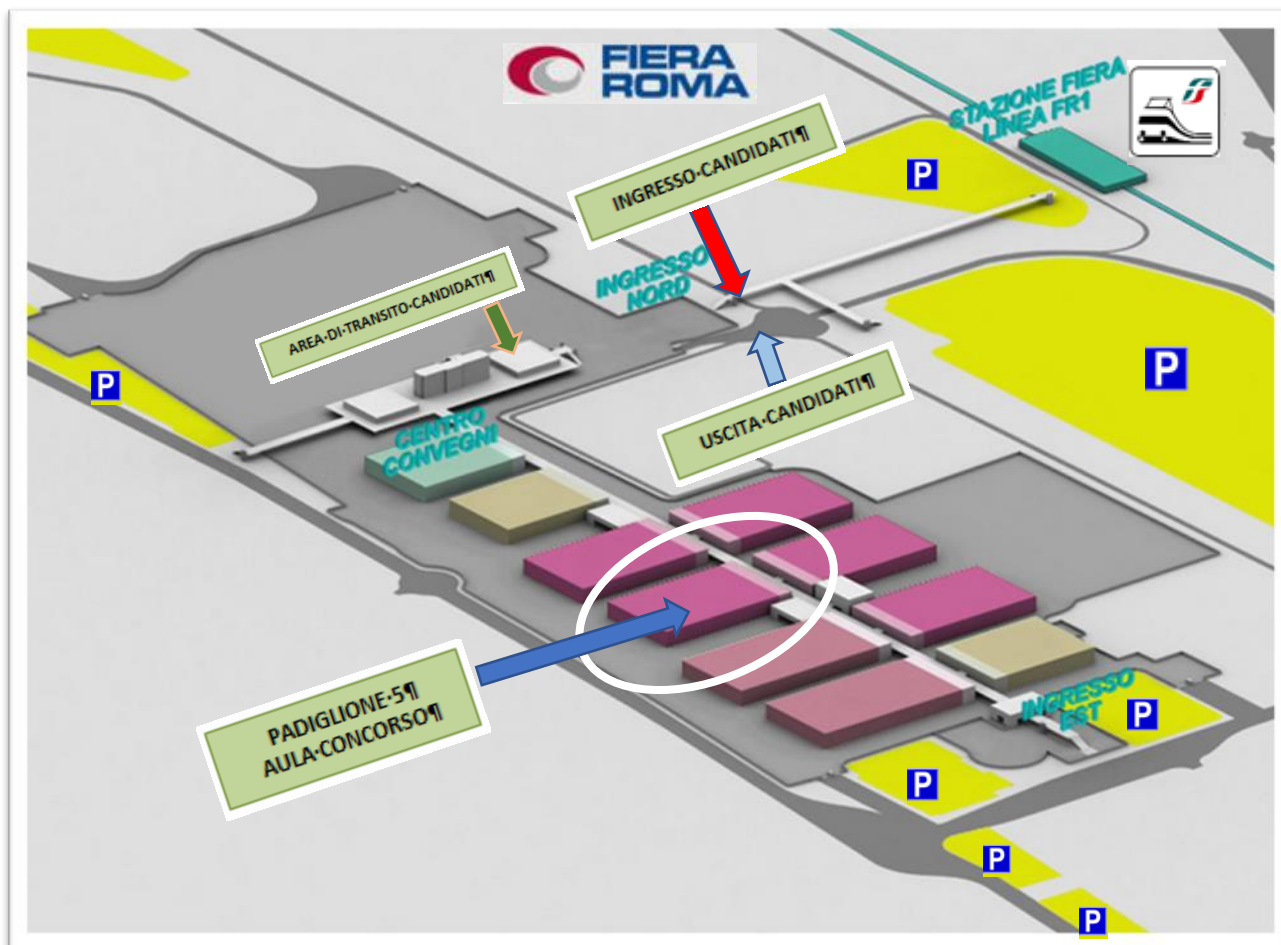 FIERA
ROMA
STAZIONE FIERA
LINEA FR1
P
INGRESSO·CANDIDATI¶
INGRESSO
NORD
AREA·DI·TRANSITO·CANDIDATI¶
P
P
USCITA·CANDIDATI¶
CENTRO
CONVEGNI
PADIGLIONE·5¶
AULA·CONCORSO¶
INGRESSO
EST
P
P
P
P